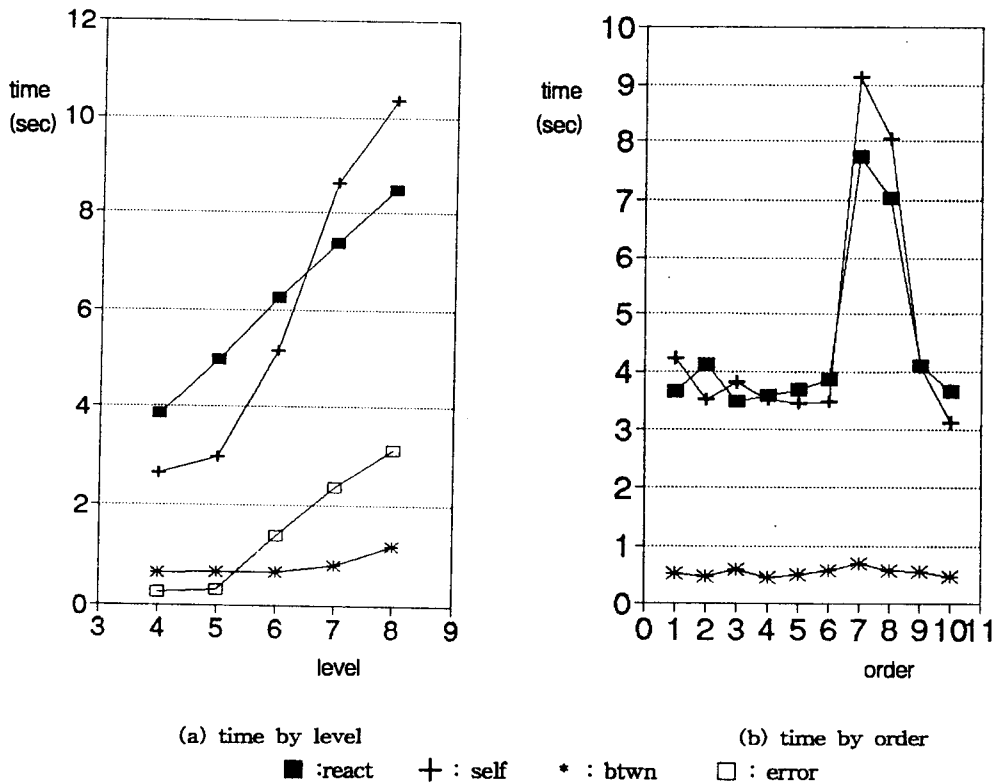 12
10
8
6
4
2
0
time
(sec)
3 4 5 6 7 8 9
level
10
9
8
7
6
5
4
3
2
1
0
time
(sec)
0 1 2 3 4 5 6 7 8 9 10 11
order
(a) time by level
(b) time by order
■ :react + : self * : btwn □ : error